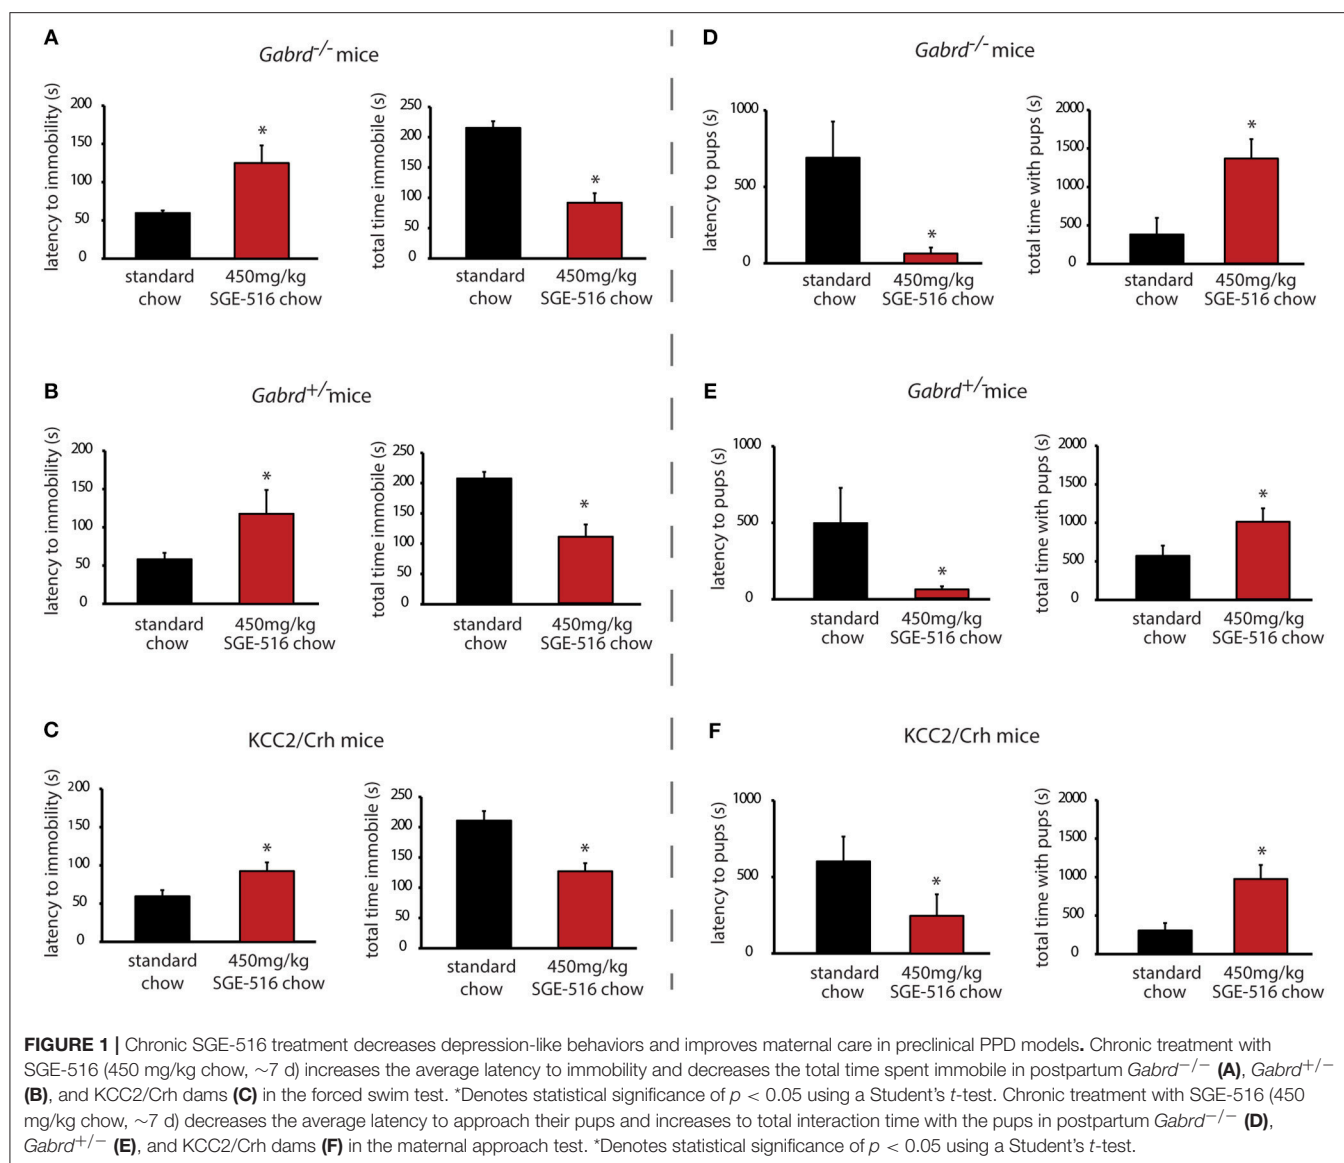 A
Gabrd-/- mice
latency to immobility (s)
200
150
100
50
0
*
standard
chow
450mg/kg
SGE-516 chow
total time immobile (s)
250
200
150
100
50
0
*
standard
chow
450mg/kg
SGE-516 chow
D
Gabrd-/- mice
latency to pups (s)
1000
500
0
*
standard
chow
450mg/kg
SGE-516 chow
total time with pups (s)
2000
1500
1000
500
0
*
standard
chow
450mg/kg
SGE-516 chow
B
Gabrd+/- mice
latency to immobility (s)
200
150
100
50
0
*
standard
chow
450mg/kg
SGE-516 chow
total time immobile (s)
250
200
150
100
50
0
*
standard
chow
450mg/kg
SGE-516 chow
E
Gabrd+/- mice
latency to pups (s)
1000
500
0
*
standard
chow
450mg/kg
SGE-516 chow
total time with pups (s)
2000
1500
1000
500
0
*
standard
chow
450mg/kg
SGE-516 chow
C
KCC2/Crh mice
latency to immobility (s)
200
150
100
50
0
*
standard
chow
450mg/kg
SGE-516 chow
total time immobile (s)
250
200
150
100
50
0
*
standard
chow
450mg/kg
SGE-516 chow
F
KCC2/Crh mice
latency to pups (s)
1000
500
0
*
standard
chow
450mg/kg
SGE-516 chow
total time with pups (s)
2000
1500
1000
500
0
*
standard
chow
450mg/kg
SGE-516 chow
FIGURE 1 | Chronic SGE-516 treatment decreases depression-like behaviors and improves maternal care in preclinical PPD models. Chronic treatment with
SGE-516 (450 mg/kg chow, ~7 d) increases the average latency to immobility and decreases the total time spent immobile in postpartum Gabrd−/− (A), Gabrd+/−
(B), and KCC2/Crh dams (C) in the forced swim test. *Denotes statistical significance of p < 0.05 using a Student's t-test. Chronic treatment with SGE-516 (450
mg/kg chow, ~7 d) decreases the average latency to approach their pups and increases to total interaction time with the pups in postpartum Gabrd−/− (D),
Gabrd+/− (E), and KCC2/Crh dams (F) in the maternal approach test. *Denotes statistical significance of p < 0.05 using a Student's t-test.